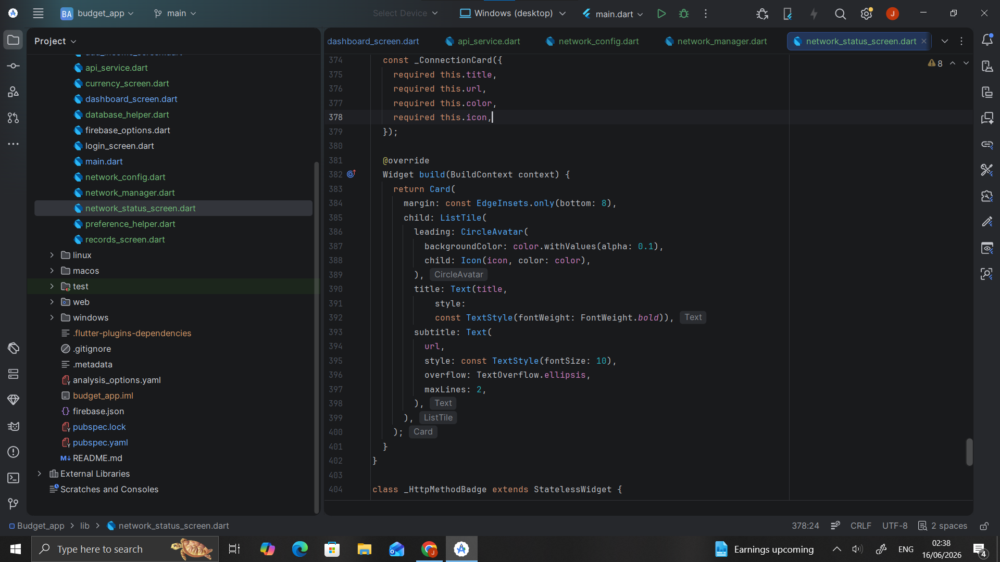 BA budget_app
main
Select Device
Windows (desktop)
main.dart
J
Project
dashboard_screen.dart
api_service.dart
network_config.dart
network_manager.dart
network_status_screen.dart
api_service.dart
currency_screen.dart
dashboard_screen.dart
database_helper.dart
firebase_options.dart
login_screen.dart
main.dart
network_config.dart
network_manager.dart
network_status_screen.dart
preference_helper.dart
records_screen.dart
linux
macos
test
web
windows
.flutter-plugins-dependencies
.gitignore
.metadata
analysis_options.yaml
budget_app.iml
firebase.json
pubspec.lock
pubspec.yaml
M↓ README.md
External Libraries
Scratches and Consoles
8
374 const _ConnectionCard({
375 required this.title,
376 required this.url,
377 required this.color,
378 required this.icon,
379 });
380
381 @override
382 Widget build(BuildContext context) {
383 return Card(
384 margin: const EdgeInsets.only(bottom: 8),
385 child: ListTile(
386 leading: CircleAvatar(
387 backgroundColor: color.withValues(alpha: 0.1),
388 child: Icon(icon, color: color),
389 ), CircleAvatar
390 title: Text(title,
391 style:
392 const TextStyle(fontWeight: FontWeight.bold)), Text
393 subtitle: Text(
394 url,
395 style: const TextStyle(fontSize: 10),
396 overflow: TextOverflow.ellipsis,
397 maxLines: 2,
398 ), Text
399 ), ListTile
400 ); Card
401 }
402 }
403
404 class _HttpMethodBadge extends StatelessWidget {
Budget_app > lib > network_status_screen.dart
378:24
CRLF
UTF-8
2 spaces
Type here to search
Earnings upcoming
ENG
02:38
16/06/2026
4